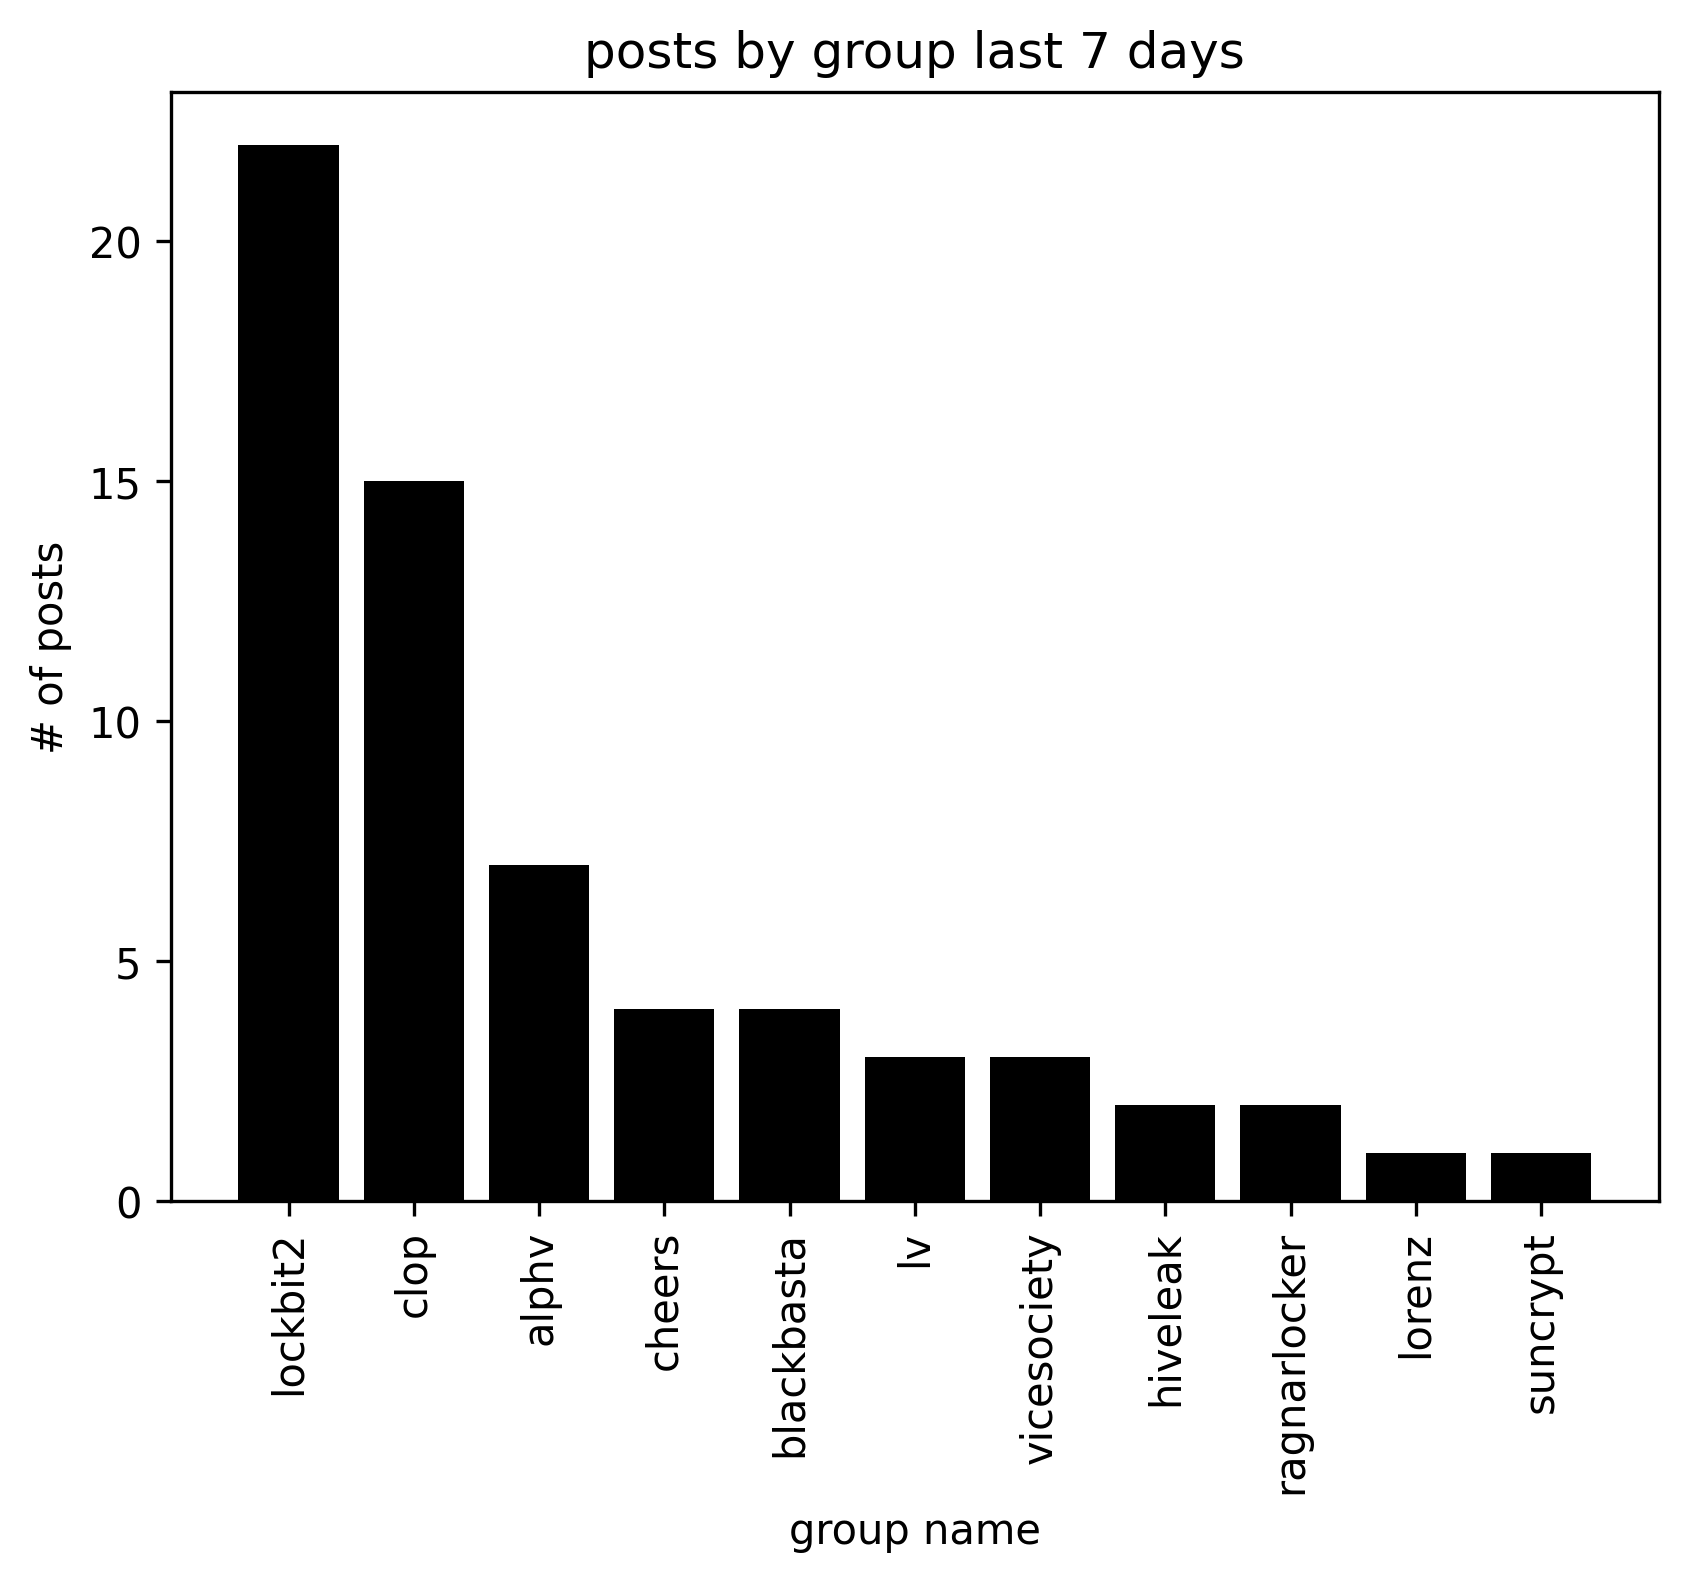 posts by group last 7 days
# of posts
20
15
10
5
0
lockbit2
clop
alphv
cheers
blackbasta
lv
vicesociety
hiveleak
ragnarlocker
lorenz
suncrypt
group name